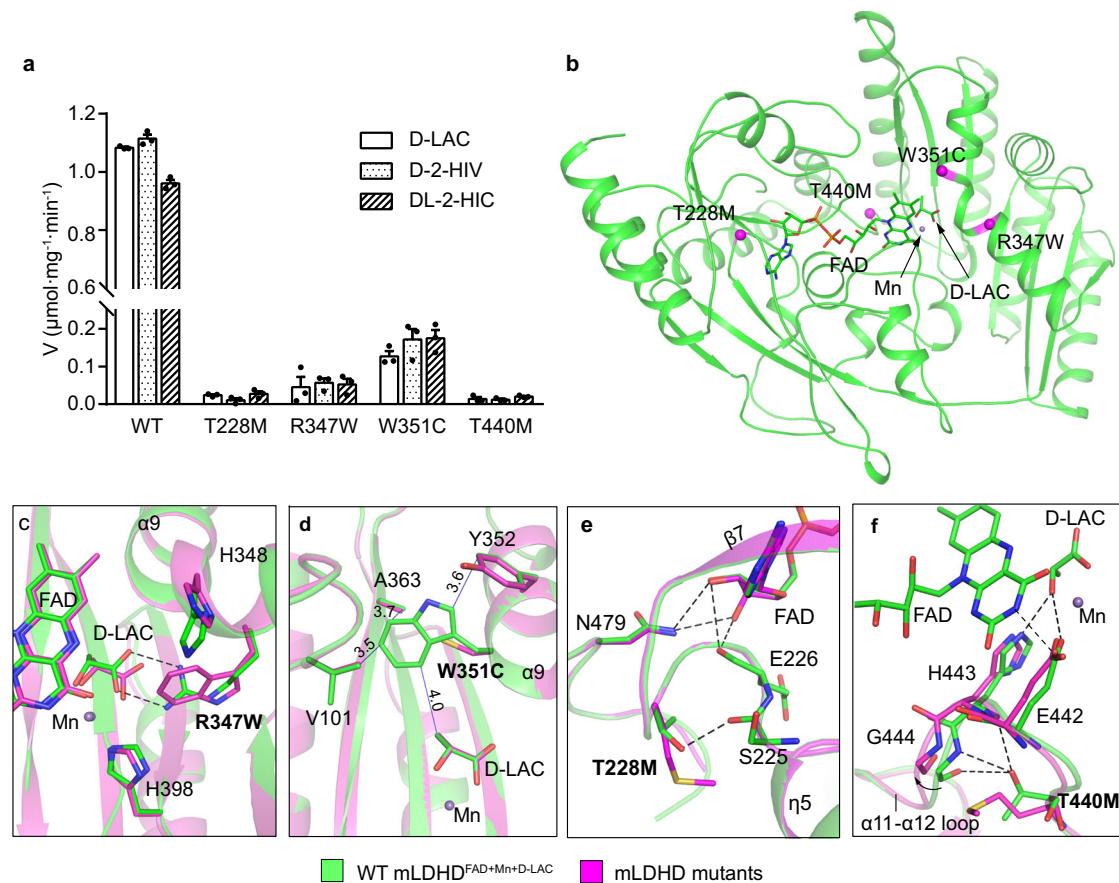 a
V (μmol·mg⁻¹·min⁻¹)
1.2
1.0
0.8
0.6
0.2
0.1
0.0
D-LAC
D-2-HIV
DL-2-HIC
WT T228M R347W W351C T440M
b
W351C
T440M
T228M
R347W
FAD
Mn
D-LAC
c
α9
H348
FAD
D-LAC
Mn
R347W
H398
d
Y352
A363
3.6
3.7
3.5
W351C
α9
V101
4.0
D-LAC
Mn
e
β7
N479
FAD
E226
S225
T228M
η5
f
D-LAC
FAD
Mn
H443
E442
G444
T440M
α11-α12 loop
WT mLDHD^FAD+Mn+D-LAC mLDHD mutants